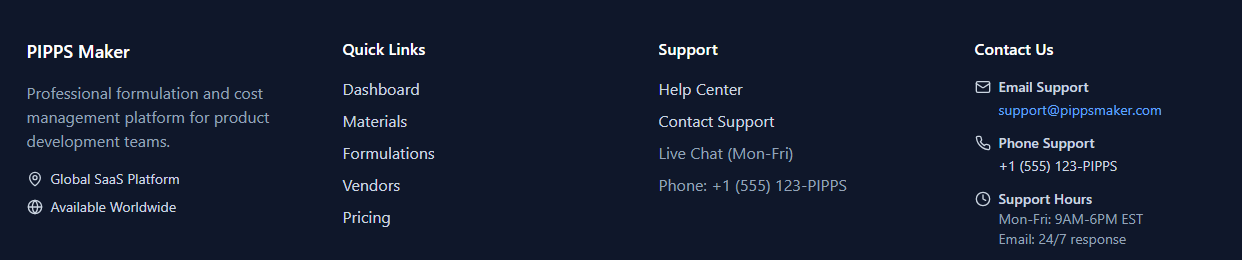 PIPPS Maker
Professional formulation and cost
management platform for product
development teams.
Global SaaS Platform
Available Worldwide
Quick Links
Dashboard
Materials
Formulations
Vendors
Pricing
Support
Help Center
Contact Support
Live Chat (Mon-Fri)
Phone: +1 (555) 123-PIPPS
Contact Us
Email Support
support@pippsmaker.com
Phone Support
+1 (555) 123-PIPPS
Support Hours
Mon-Fri: 9AM-6PM EST
Email: 24/7 response